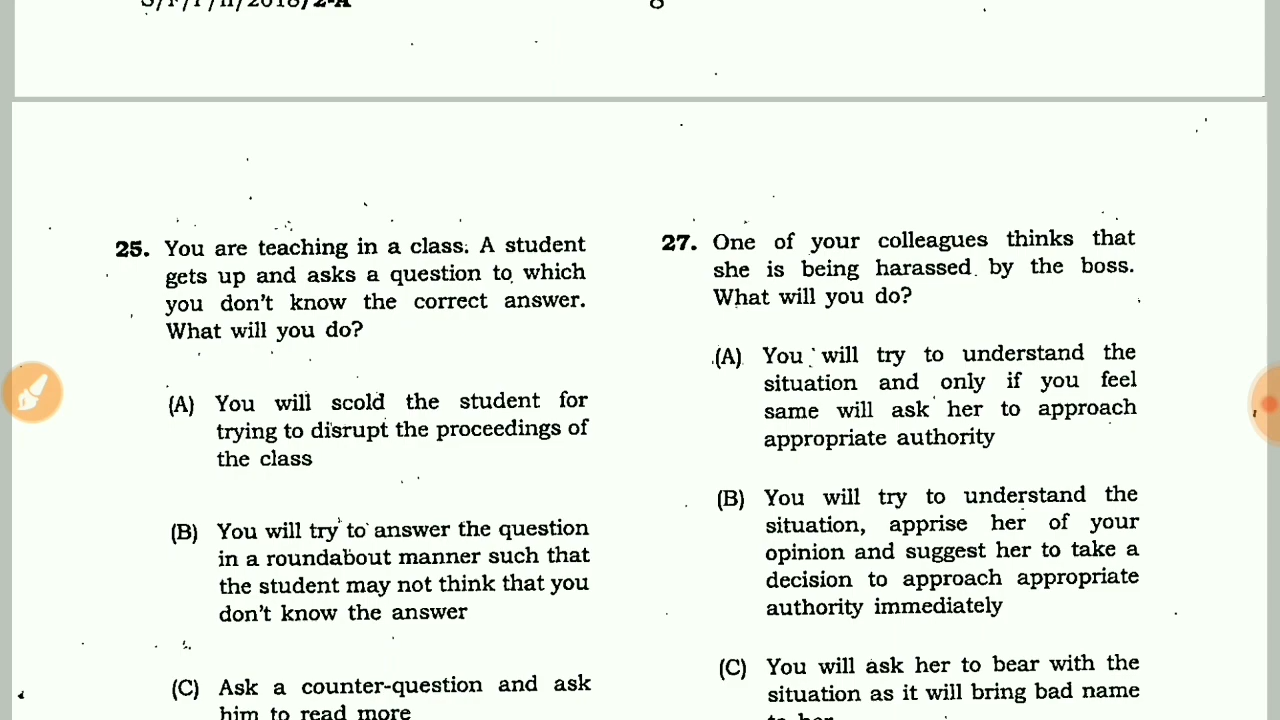 S/F/P/II/2018/2-A
8
25. You are teaching in a class. A student
gets up and asks a question to which
you don't know the correct answer.
What will you do?
(A) You will scold the student for
trying to disrupt the proceedings of
the class
(B) You will try to answer the question
in a roundabout manner such that
the student may not think that you
don't know the answer
(C) Ask a counter-question and ask
him to read more
27. One of your colleagues thinks that
she is being harassed by the boss.
What will you do?
(A) You will try to understand the
situation and only if you feel
same will ask her to approach
appropriate authority
(B) You will try to understand the
situation, apprise her of your
opinion and suggest her to take a
decision to approach appropriate
authority immediately
(C) You will ask her to bear with the
situation as it will bring bad name
to her